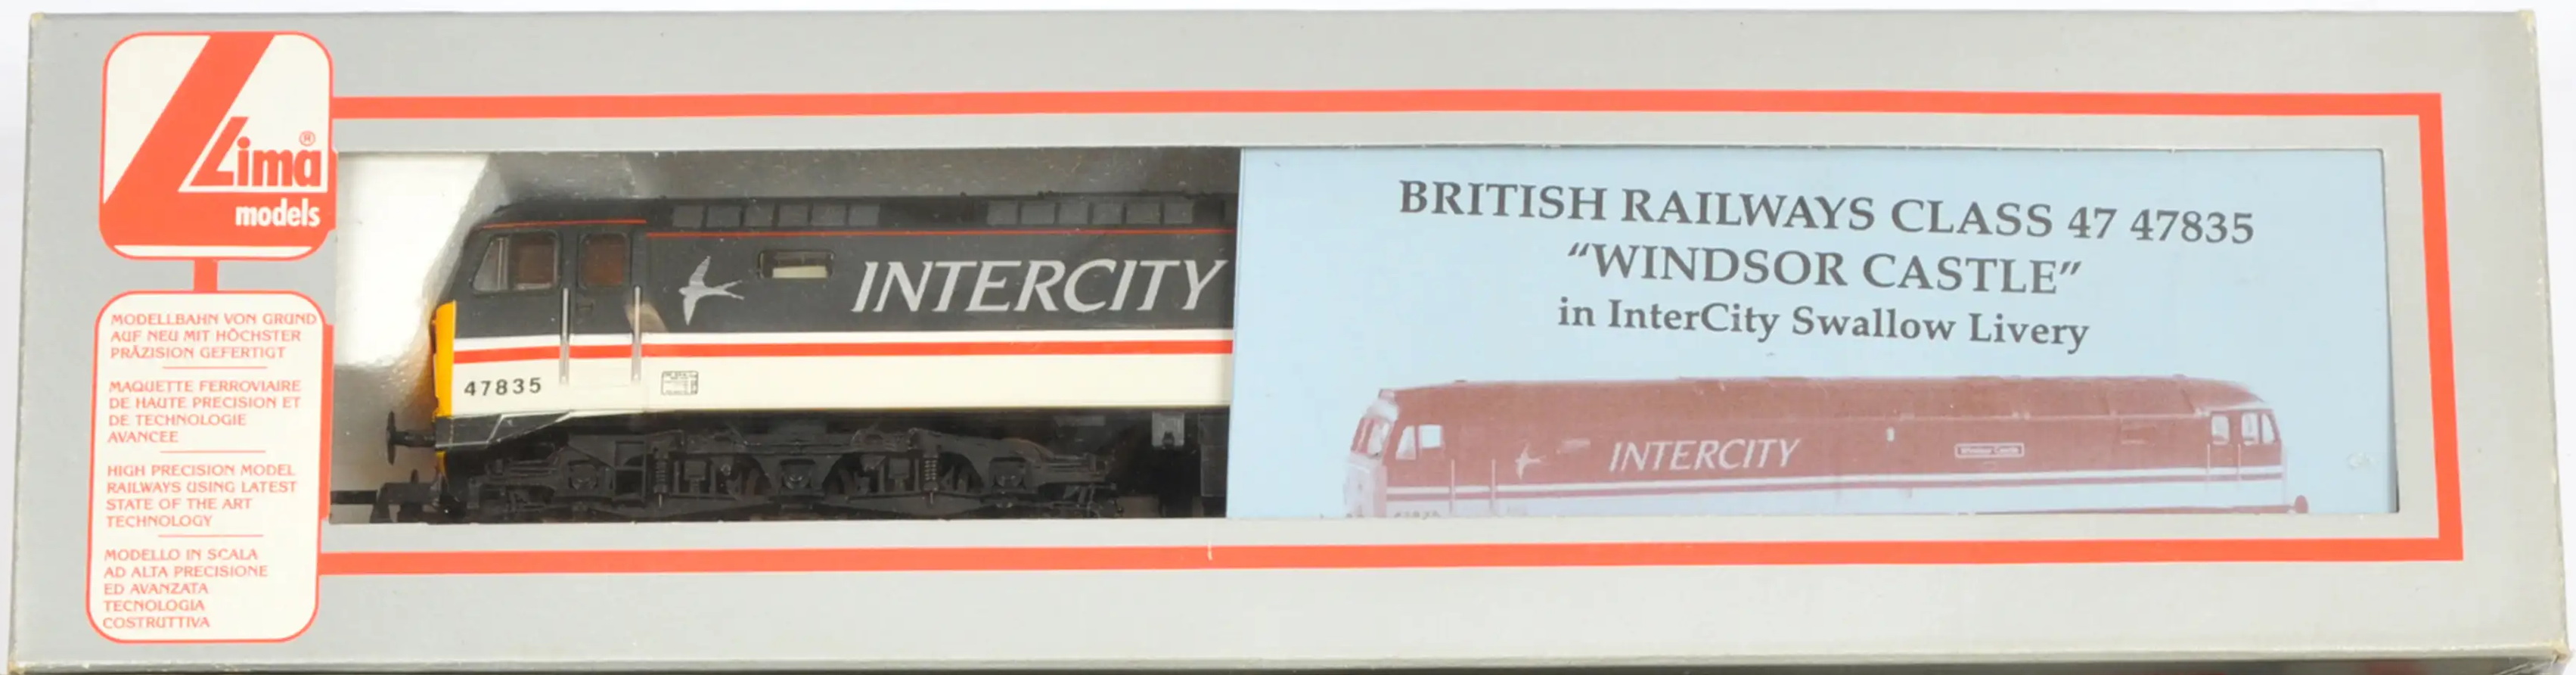 Lima®
models
MODELLBAHN VON GRUND
AUF NEU MIT HÖCHSTER
PRÄZISION GEFERTIGT
MAQUETTE FERROVIAIRE
DE HAUTE PRECISION ET
DE TECHNOLOGIE
AVANCEE
HIGH PRECISION MODEL
RAILWAYS USING LATEST
STATE OF THE ART
TECHNOLOGY
MODELLO IN SCALA
AD ALTA PRECISIONE
ED AVANZATA
TECNOLOGIA
COSTRUTTIVA
INTERCITY
47835
BRITISH RAILWAYS CLASS 47 47835
“WINDSOR CASTLE”
in InterCity Swallow Livery
INTERCITY
Windsor Castle